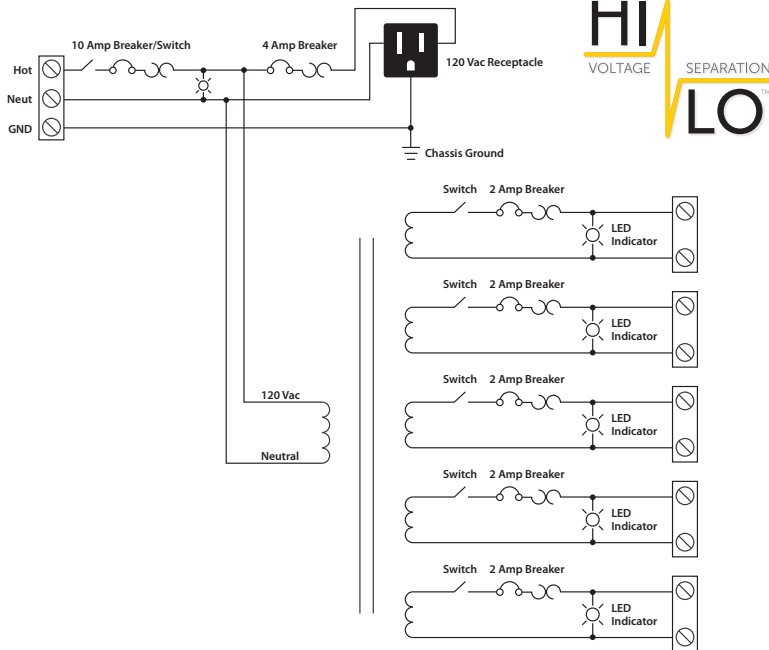 HI
VOLTAGE SEPARATION
LO™
10 Amp Breaker/Switch
4 Amp Breaker
120 Vac Receptacle
Hot
Neut
GND
Chassis Ground
Switch 2 Amp Breaker
LED
Indicator
Switch 2 Amp Breaker
LED
Indicator
120 Vac
Neutral
Switch 2 Amp Breaker
LED
Indicator
Switch 2 Amp Breaker
LED
Indicator
Switch 2 Amp Breaker
LED
Indicator